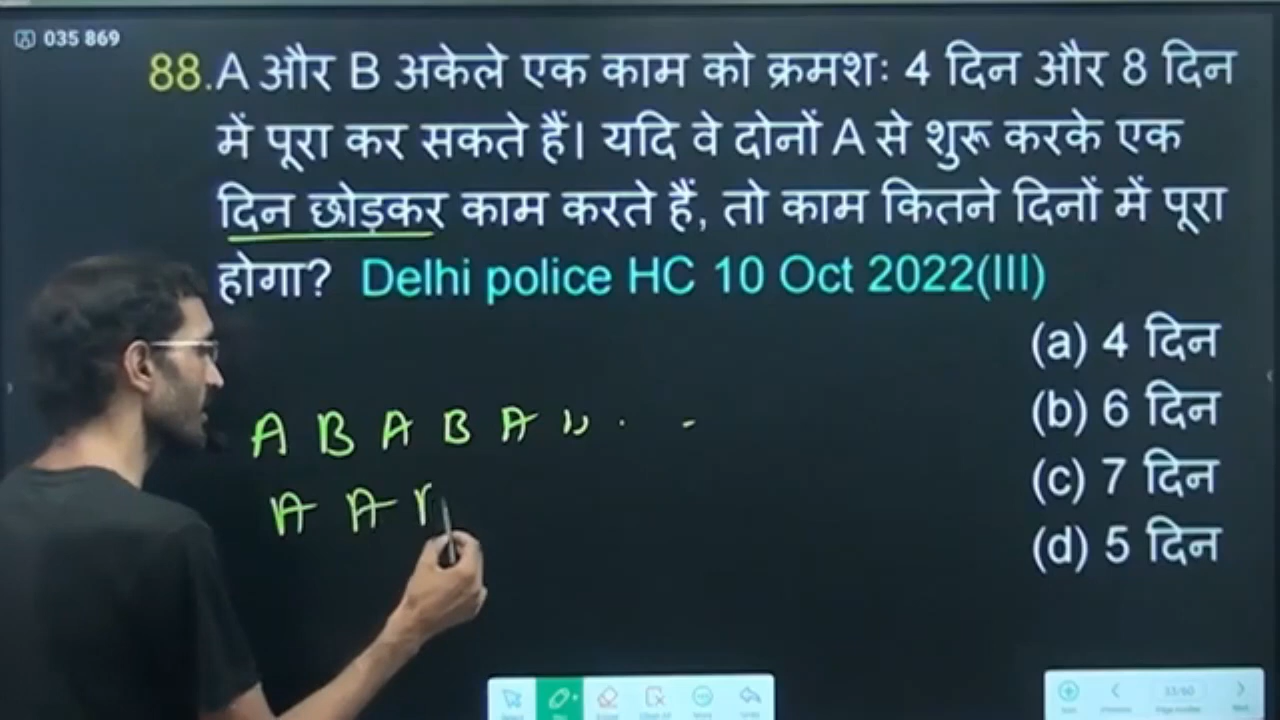 035 869
88.A और B अकेले एक काम को क्रमशः 4 दिन और 8 दिन
में पूरा कर सकते हैं। यदि वे दोनों A से शुरू करके एक
दिन छोड़कर काम करते हैं, तो काम कितने दिनों में पूरा
होगा? Delhi police HC 10 Oct 2022(III)
(a) 4 दिन
(b) 6 दिन
(c) 7 दिन
(d) 5 दिन
A B A B A
A A